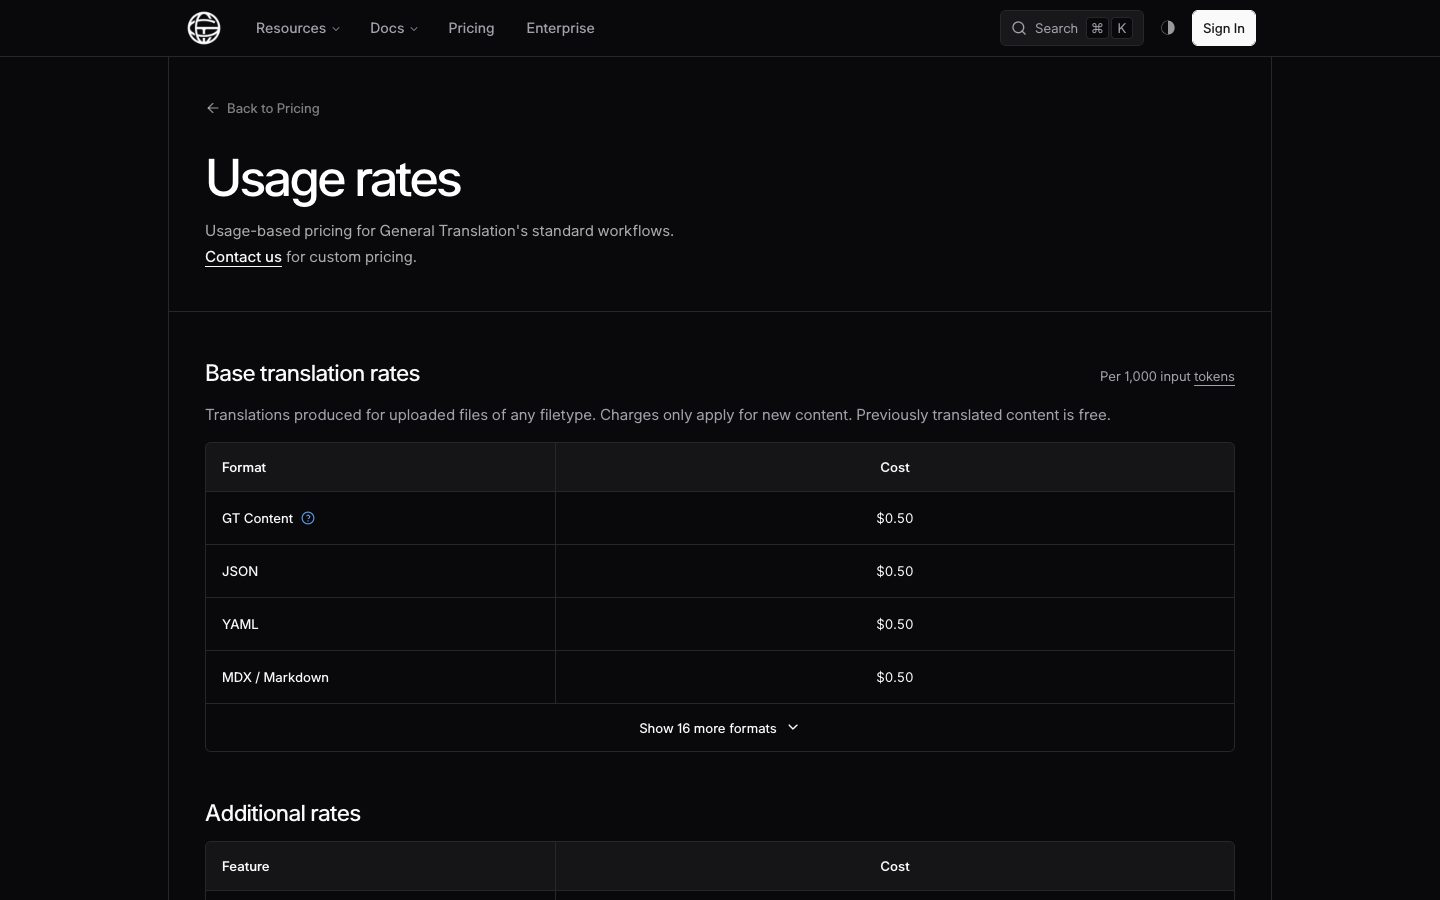 Resources
Docs
Pricing
Enterprise
Search ⌘ K
Sign In
Back to Pricing
Usage rates
Usage-based pricing for General Translation's standard workflows.
Contact us for custom pricing.
Base translation rates
Per 1,000 input tokens
Translations produced for uploaded files of any filetype. Charges only apply for new content. Previously translated content is free.
Format Cost
GT Content $0.50
JSON $0.50
YAML $0.50
MDX / Markdown $0.50
Show 16 more formats
Additional rates
Feature Cost